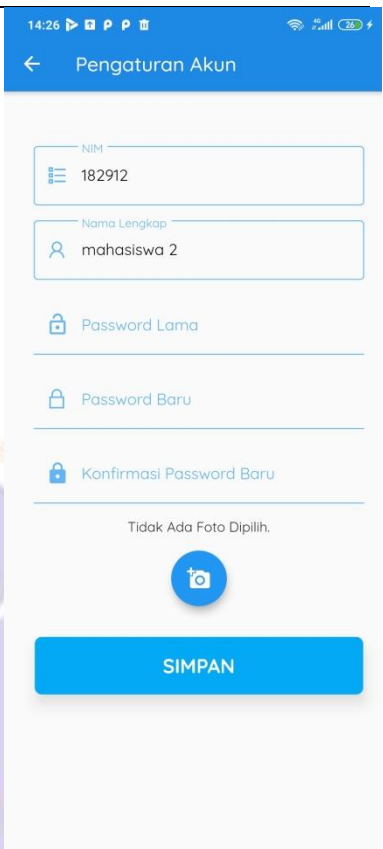 14:26
4G
26
Pengaturan Akun
NIM
182912
Nama Lengkap
mahasiswa 2
Password Lama
Password Baru
Konfirmasi Password Baru
Tidak Ada Foto Dipilih.
SIMPAN